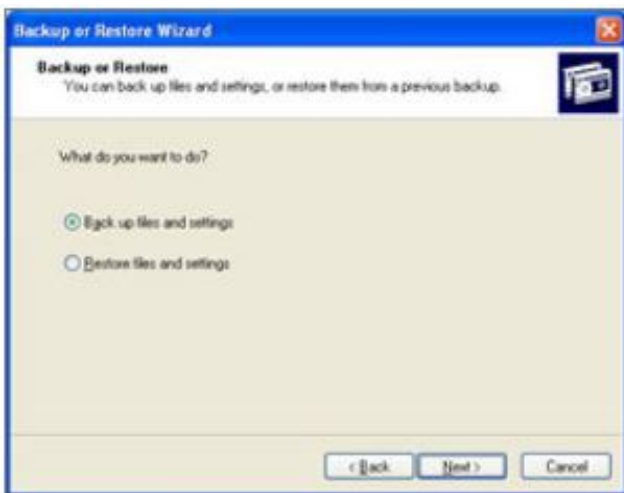 Backup or Restore Wizard
Backup or Restore
You can back up files and settings, or restore them from a previous backup.
What do you want to do?
Back up files and settings
Restore files and settings
< Back Next > Cancel